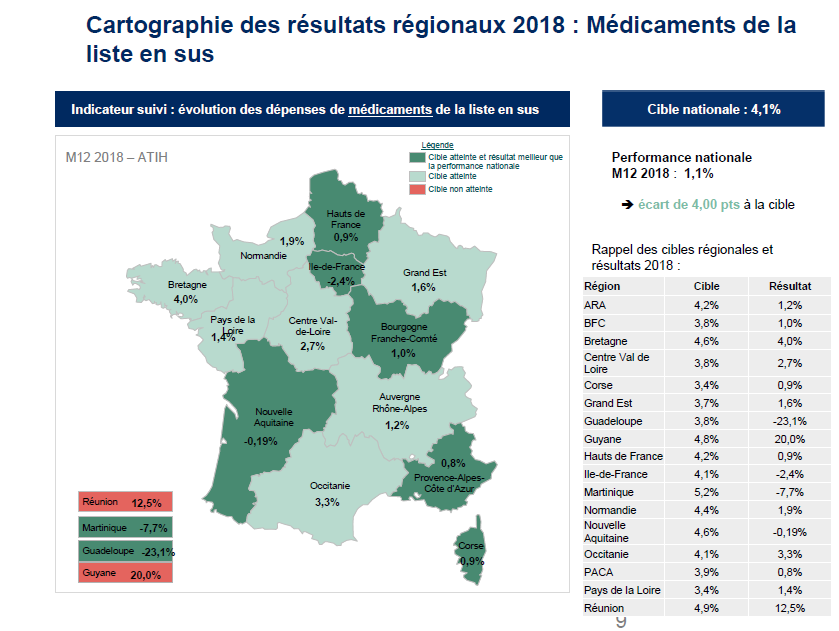 Cartographie des résultats régionaux 2018 : Médicaments de la
liste en sus
Indicateur suivi : évolution des dépenses de médicaments de la liste en sus
Cible nationale : 4,1%
M12 2018 – ATIH
Légende
Cible atteinte et résultat meilleur que
la performance nationale
Cible atteinte
Cible non atteinte
Performance nationale
M12 2018 : 1,1%
➔ écart de 4,00 pts à la cible
Hauts de
France
0,9%
1,9%
Normandie
Ile-de-France
-2,4%
Grand Est
1,6%
Bretagne
4,0%
Pays de la
Loire
1,4%
Centre Val-
de-Loire
2,7%
Bourgogne
Franche-Comté
1,0%
Nouvelle
Aquitaine
-0,19%
Auvergne
Rhône-Alpes
1,2%
Occitanie
3,3%
0,8%
Provence-Alpes-
Côte d'Azur
Corse
0,9%
Réunion 12,5%
Martinique -7,7%
Guadeloupe -23,1%
Guyane 20,0%
Rappel des cibles régionales et
résultats 2018 :
Région Cible Résultat
ARA 4,2% 1,2%
BFC 3,8% 1,0%
Bretagne 4,6% 4,0%
Centre Val de
Loire 3,8% 2,7%
Corse 3,4% 0,9%
Grand Est 3,7% 1,6%
Guadeloupe 3,8% -23,1%
Guyane 4,8% 20,0%
Hauts de France 4,2% 0,9%
Ile-de-France 4,1% -2,4%
Martinique 5,2% -7,7%
Normandie 4,4% 1,9%
Nouvelle
Aquitaine 4,6% -0,19%
Occitanie 4,1% 3,3%
PACA 3,9% 0,8%
Pays de la Loire 3,4% 1,4%
Réunion 4,9% 12,5%
9